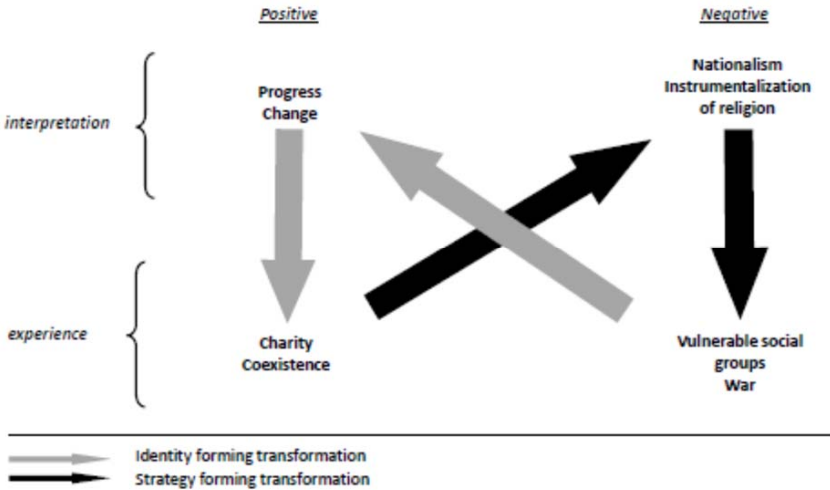 Positive
Negative
interpretation
Progress
Change
Nationalism
Instrumentalization
of religion
experience
Charity
Coexistence
Vulnerable social
groups
War
Identity forming transformation
Strategy forming transformation